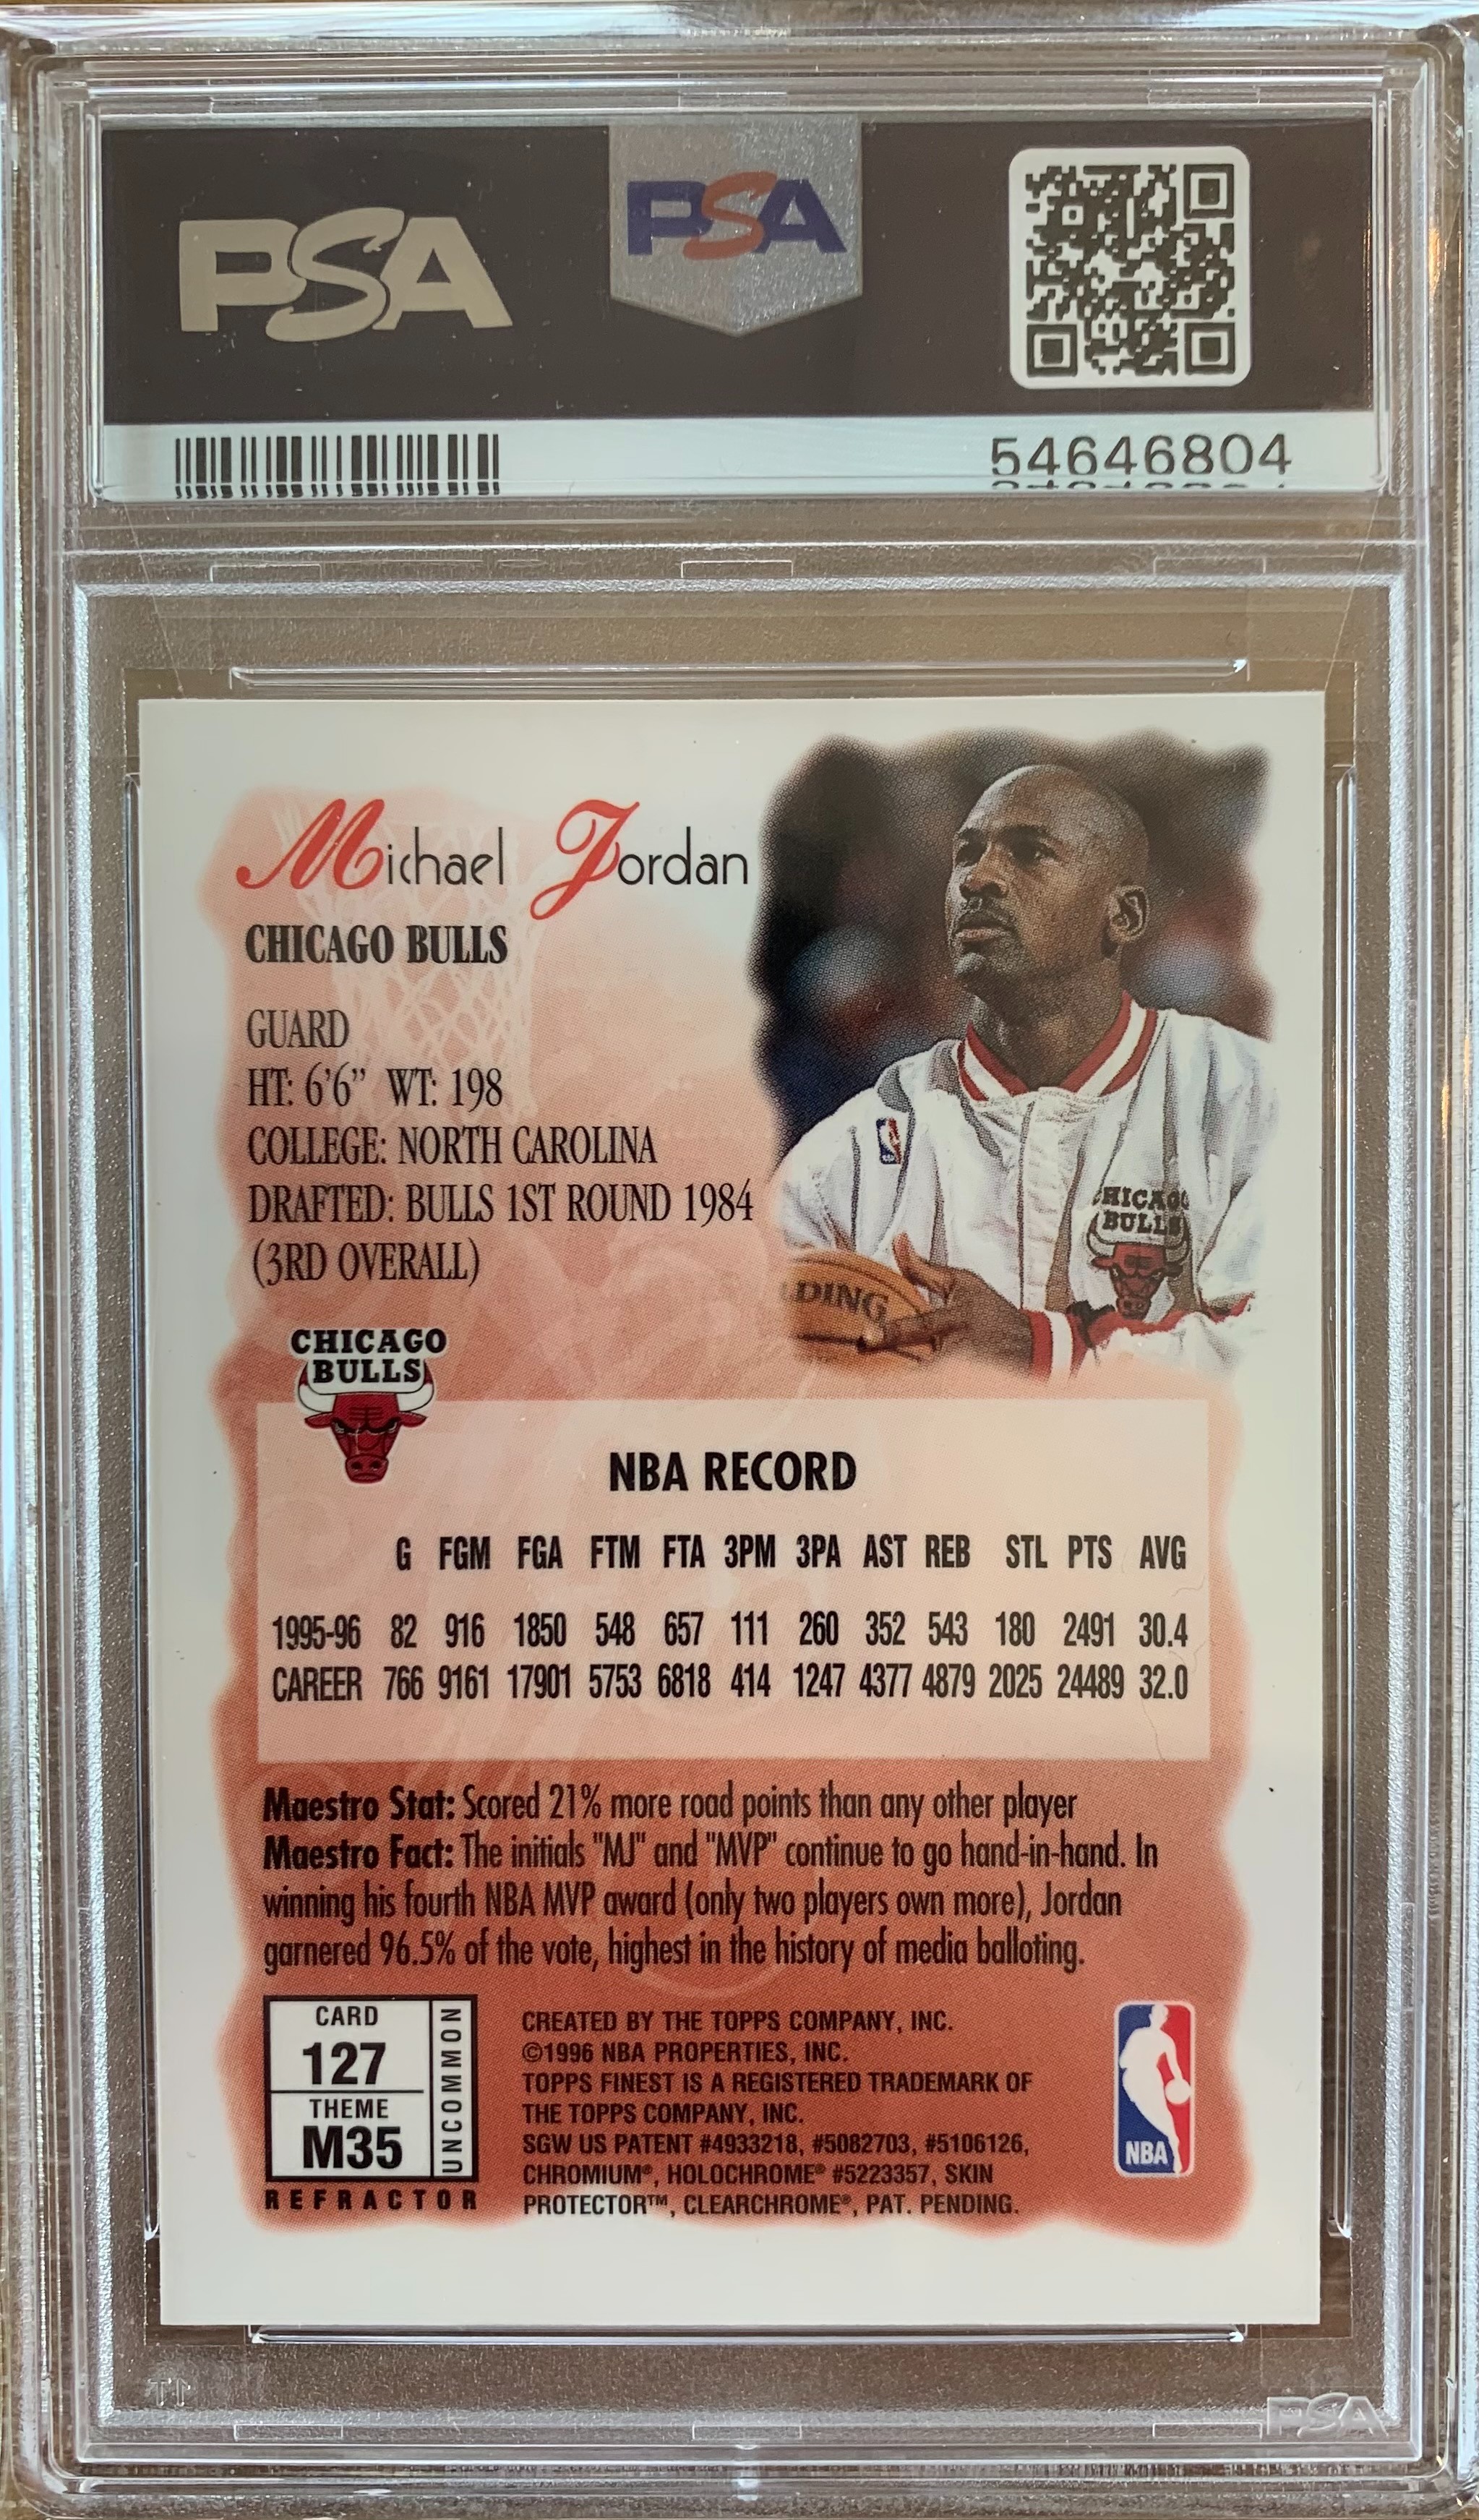 PSA
PSA
54646804
Michael Jordan
CHICAGO BULLS
GUARD
HT: 6'6" WT: 198
COLLEGE: NORTH CAROLINA
DRAFTED: BULLS 1ST ROUND 1984
(3RD OVERALL)
DING
CHICAGO
BULLS
CHICAGO
BULLS
NBA RECORD
G FGM FGA FTM FTA 3PM 3PA AST REB STL PTS AVG
1995-96 82 916 1850 548 657 111 260 352 543 180 2491 30.4
CAREER 766 9161 17901 5753 6818 414 1247 4377 4879 2025 24489 32.0
Maestro Stat: Scored 21% more road points than any other player
Maestro Fact: The initials "MJ" and "MVP" continue to go hand-in-hand. In
winning his fourth NBA MVP award (only two players own more), Jordan
garnered 96.5% of the vote, highest in the history of media balloting.
CARD
127
THEME
M35
UNCOMMON
REFRACTOR
CREATED BY THE TOPPS COMPANY, INC.
©1996 NBA PROPERTIES, INC.
TOPPS FINEST IS A REGISTERED TRADEMARK OF
THE TOPPS COMPANY, INC.
SGW US PATENT #4933218, #5082703, #5106126,
CHROMIUM®, HOLOCHROME® #5223357, SKIN
PROTECTOR™, CLEARCHROME®, PAT. PENDING.
NBA
PSA